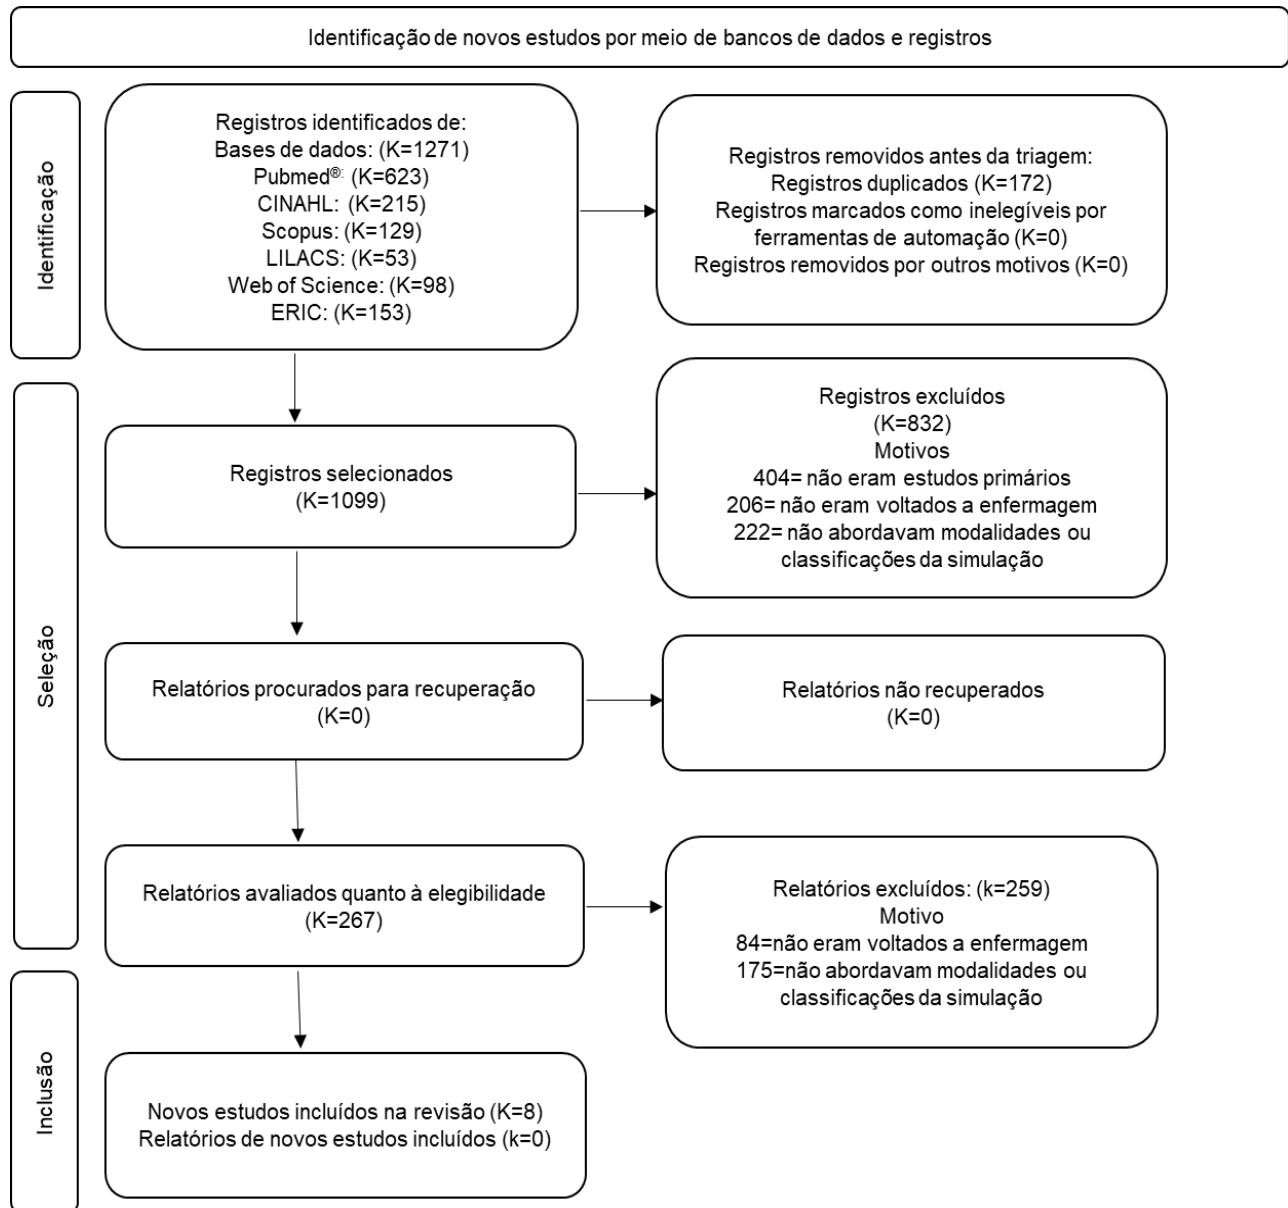 Identificação de novos estudos por meio de bancos de dados e registros
Identificação
Registros identificados de:
Bases de dados: (K=1271)
Pubmed®: (K=623)
CINAHL: (K=215)
Scopus: (K=129)
LILACS: (K=53)
Web of Science: (K=98)
ERIC: (K=153)
Registros removidos antes da triagem:
Registros duplicados (K=172)
Registros marcados como inelegíveis por
ferramentas de automação (K=0)
Registros removidos por outros motivos (K=0)
Seleção
Registros selecionados
(K=1099)
Registros excluídos
(K=832)
Motivos
404= não eram estudos primários
206= não eram voltados a enfermagem
222= não abordavam modalidades ou
classificações da simulação
Relatórios procurados para recuperação
(K=0)
Relatórios não recuperados
(K=0)
Relatórios avaliados quanto à elegibilidade
(K=267)
Relatórios excluídos: (k=259)
Motivo
84=não eram voltados a enfermagem
175=não abordavam modalidades ou
classificações da simulação
Inclusão
Novos estudos incluídos na revisão (K=8)
Relatórios de novos estudos incluídos (k=0)